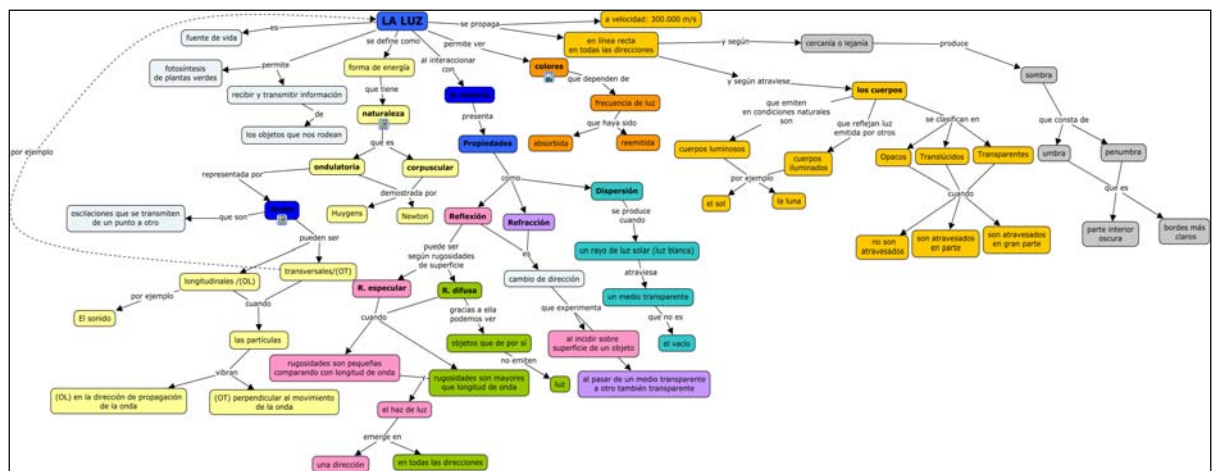 LA LUZ
es
fuente de vida
permite
fotosíntesis
de plantas verdes
recibir y transmitir información
de
los objetos que nos rodean
se define como
forma de energía
que tiene
naturaleza
que es
ondulatoria
corpuscular
demostrada por
Huygens
Newton
representada por
que son
oscilaciones que se transmiten
de un punto a otro
pueden ser
longitudinales /(OL)
transversales/(OT)
por ejemplo
por ejemplo
El sonido
cuando
las partículas
vibran
(OL) en la dirección de propagación
de la onda
(OT) perpendicular al movimiento
de la onda
al interaccionar
con
presenta
Propiedades
como
Reflexión
Refracción
Dispersión
puede ser
según rugosidades
de superficie
R. especular
R. difusa
cuando
gracias a ella
podemos ver
objetos que de por sí
no emiten
luz
rugosidades son pequeñas
comparando con longitud de onda
rugosidades son mayores
que longitud de onda
y
el haz de luz
emerge en
una dirección
en todas las direcciones
es
cambio de dirección
que experimenta
al incidir sobre
superficie de un objeto
al pasar de un medio transparente
a otro también transparente
se produce
cuando
un rayo de luz solar (luz blanca)
atraviesa
un medio transparente
que no es
el vacío
permite ver
colores
que dependen de
frecuencia de luz
que haya sido
absorbida
reemitida
se propaga
a velocidad: 300.000 m/s
en línea recta
en todas las direcciones
y según
cercanía o lejanía
produce
sombra
que consta de
umbra
penumbra
que es
parte interior
oscura
bordes más
claros
y según atraviese
los cuerpos
que emiten
en condiciones naturales
son
cuerpos luminosos
que reflejan luz
emitida por otros
cuerpos
iluminados
por ejemplo
el sol
la luna
se clasifican en
Opacos
Translúcidos
Transparentes
cuando
no son
atravesados
son atravesados
en parte
son atravesados
en gran parte